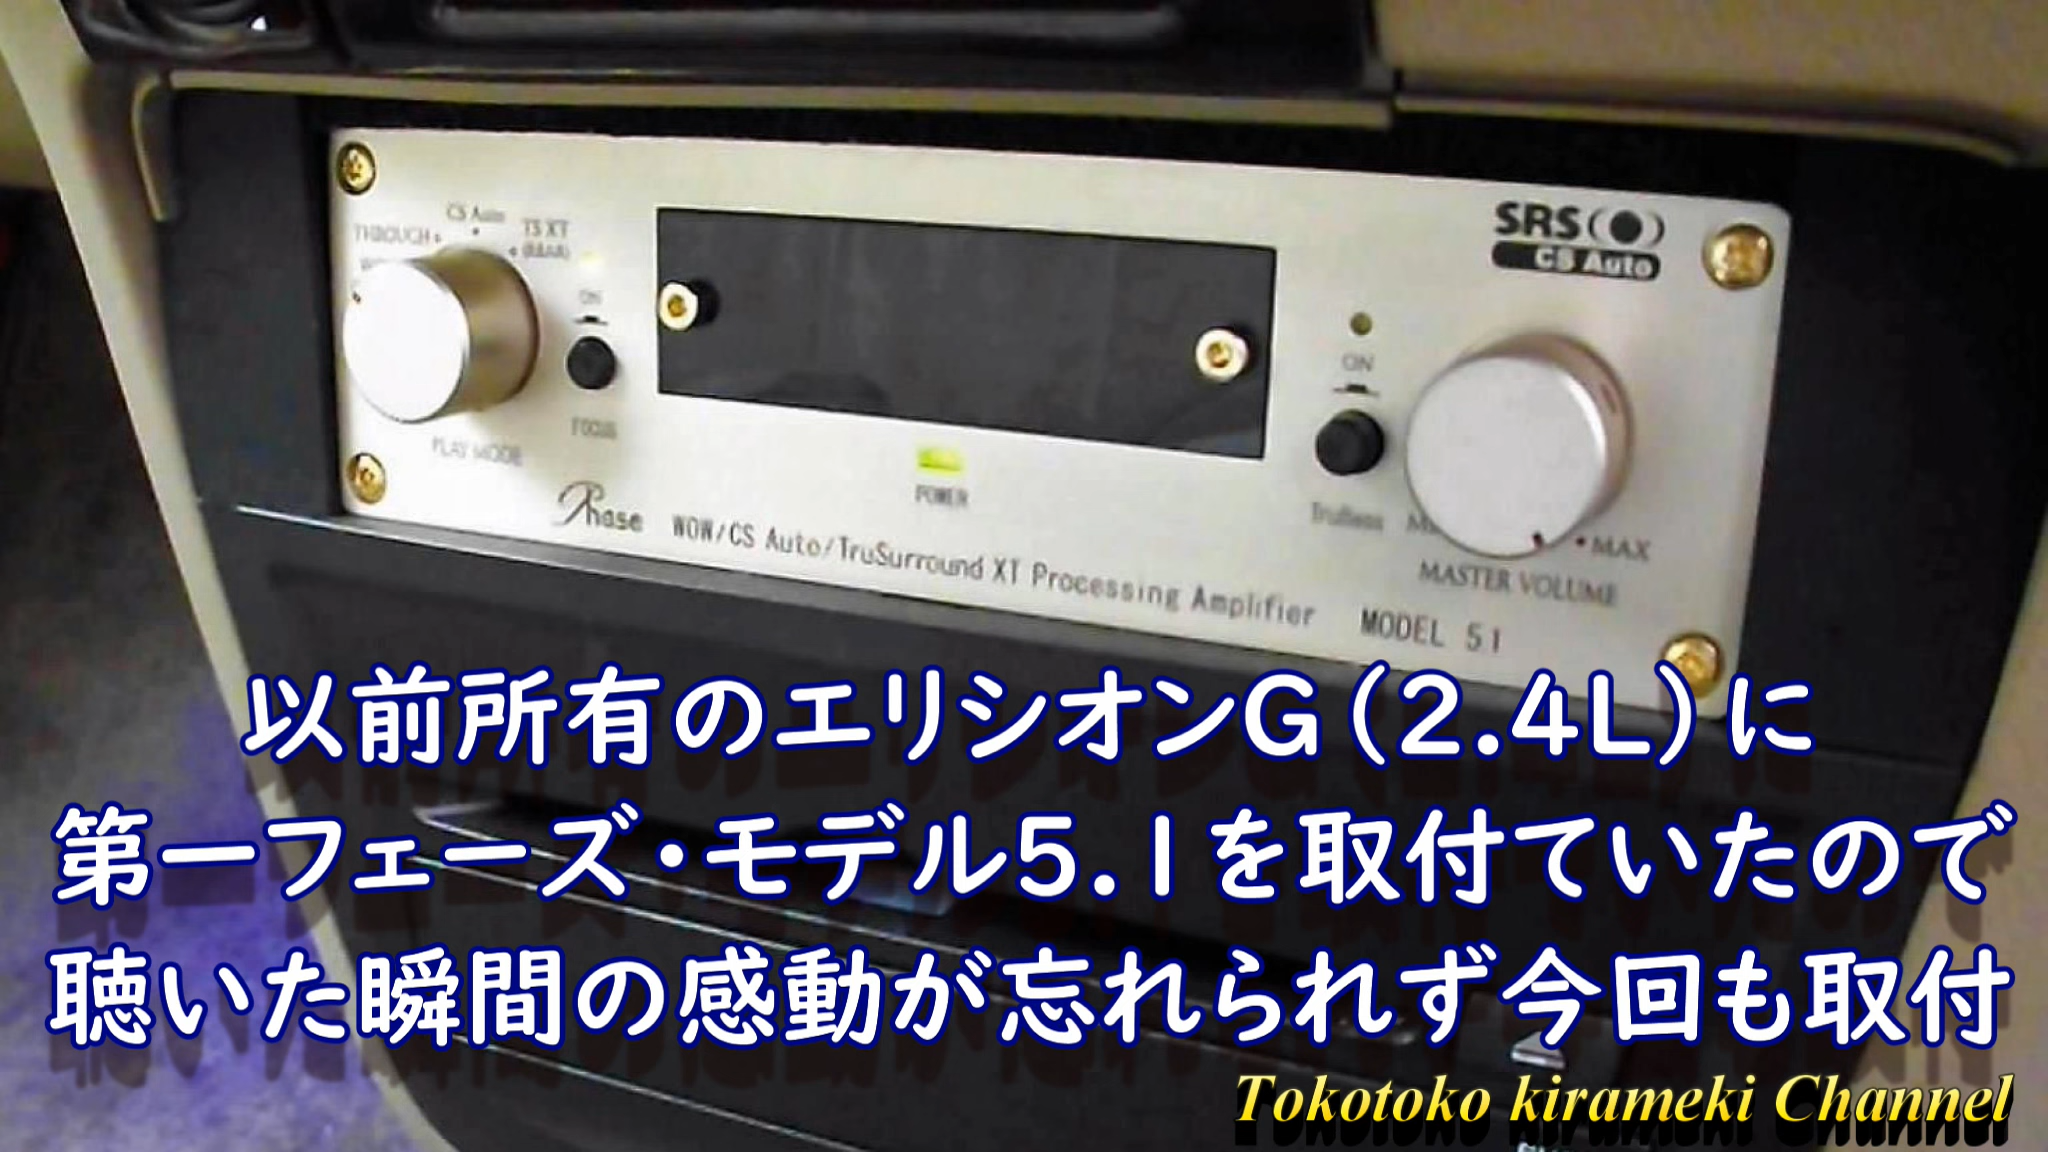 SRS
CS Auto
CS Auto
TS XT
THROUGH
ON
ON
FOCUS
PLAY MODE
POWER
TruBass
MAX
MASTER VOLUME
Phase WOW/CS Auto/TruSurround XT Processing Amplifier MODEL 51
以前所有のエリシオンG(2.4L)に
第一フェーズ・モデル5.1を取付ていたので
聴いた瞬間の感動が忘れられず今回も取付
Tokotoko kirameki Channel